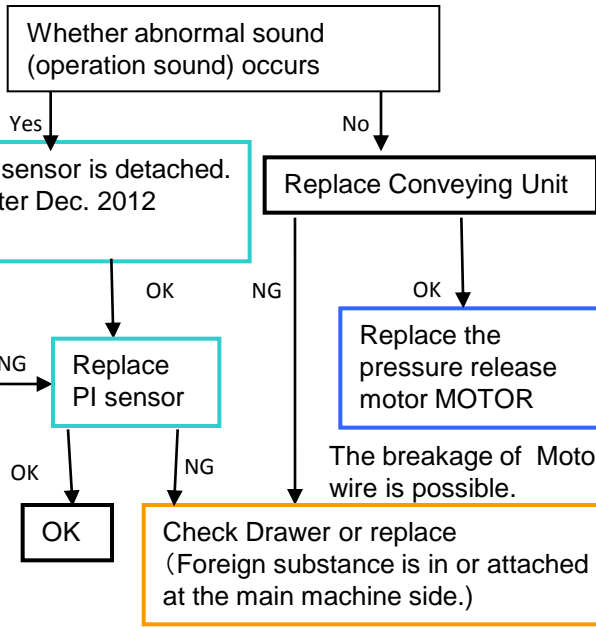 Whether abnormal sound
(operation sound) occurs
Yes
No
sensor is detached.
ter Dec. 2012
Replace Conveying Unit
OK
NG
OK
NG
Replace
PI sensor
Replace the
pressure release
motor MOTOR
OK
NG
The breakage of Moto
wire is possible.
OK
Check Drawer or replace
（Foreign substance is in or attached
at the main machine side.)